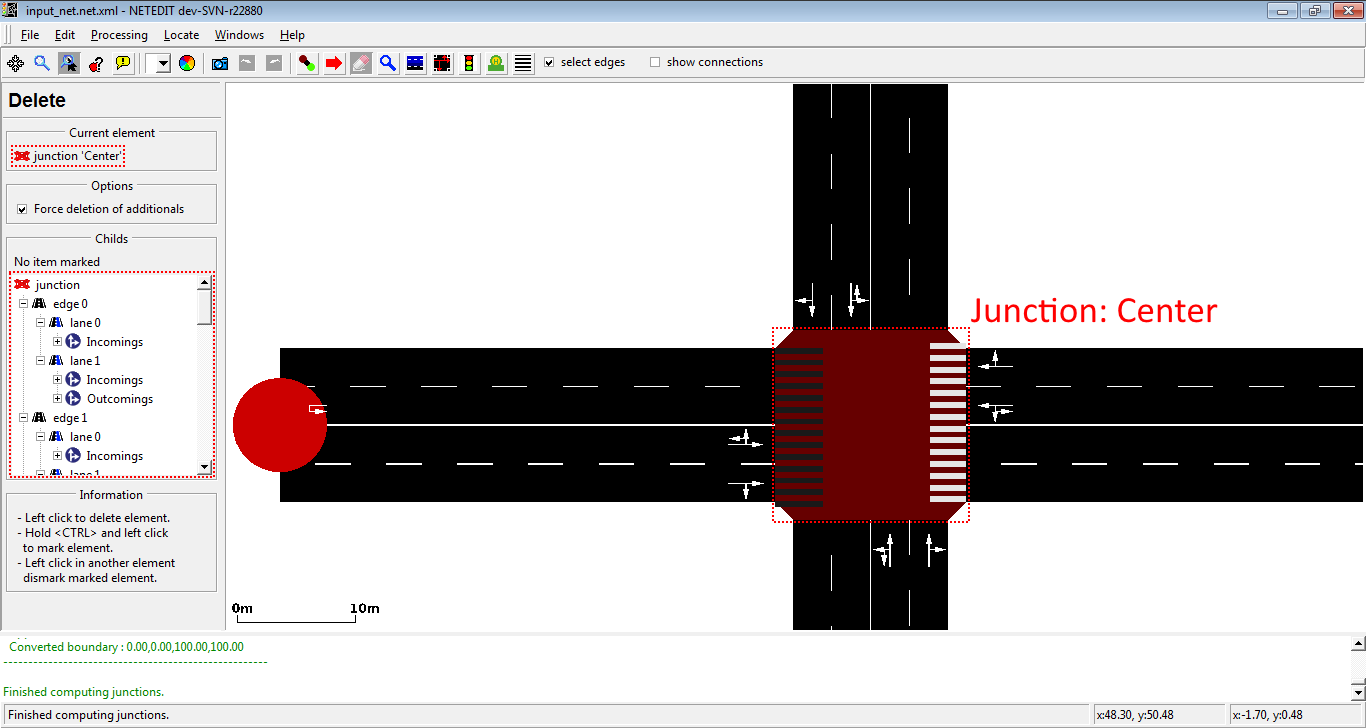 input_net.net.xml - NETEDIT dev-SVN-r22880
File Edit Processing Locate Windows Help
select edges show connections
Delete
Current element
junction 'Center'
Options
Force deletion of additionals
Childs
No item marked
junction
edge 0
lane 0
Incomings
lane 1
Incomings
Outcomings
edge 1
lane 0
Incomings
lane 1
Information
- Left click to delete element.
- Hold <CTRL> and left click
to mark element.
- Left click in another element
dismark marked element.
Junction: Center
0m 10m
Converted boundary : 0.00,0.00,100.00,100.00
-----------------------------------------------------
Finished computing junctions.
Finished computing junctions.
x:48.30, y:50.48
x:-1.70, y:0.48